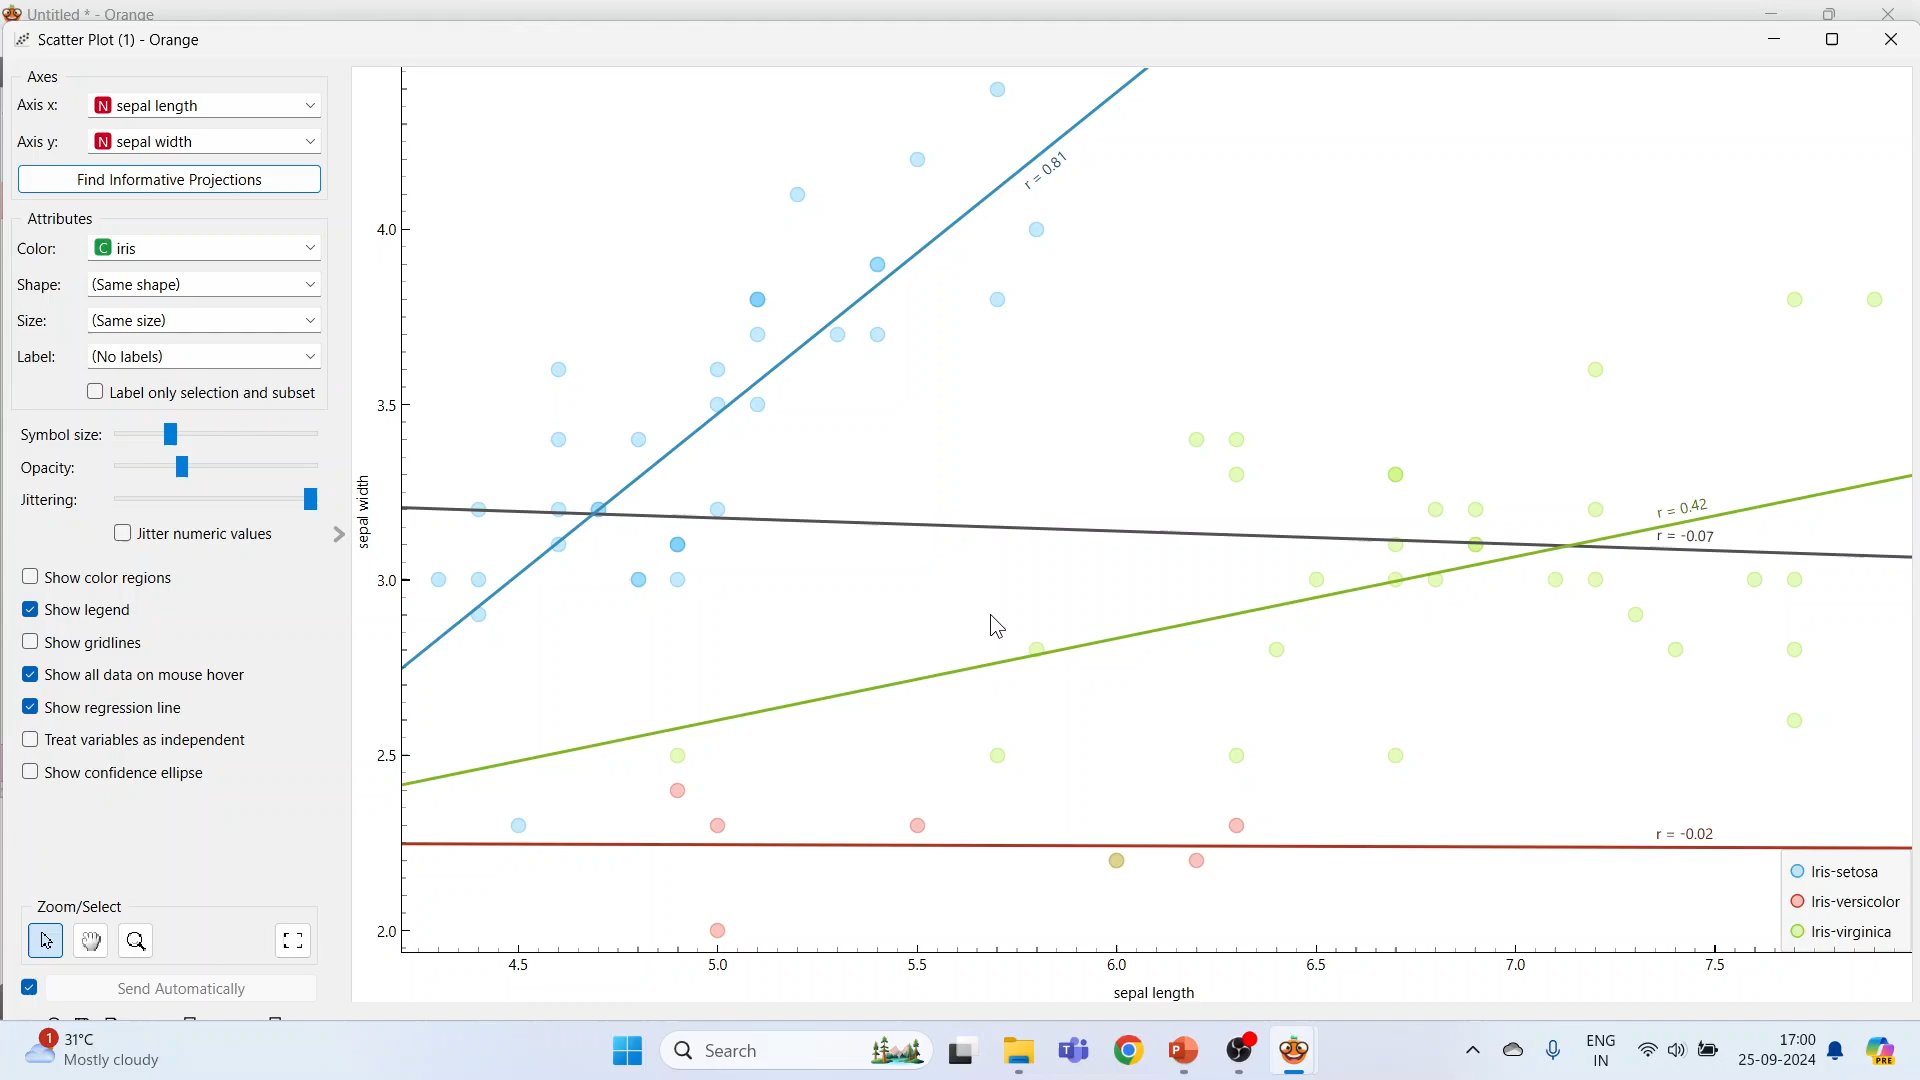 Untitled * - Orange
Scatter Plot (1) - Orange
Axes
Axis x: N sepal length
Axis y: N sepal width
Find Informative Projections
Attributes
Color: C iris
Shape: (Same shape)
Size: (Same size)
Label: (No labels)
Label only selection and subset
Symbol size:
Opacity:
Jittering:
Jitter numeric values
Show color regions
Show legend
Show gridlines
Show all data on mouse hover
Show regression line
Treat variables as independent
Show confidence ellipse
Zoom/Select
Send Automatically
sepal width
4.0
3.5
3.0
2.5
2.0
r = 0.81
r = 0.42
r = -0.07
r = -0.02
Iris-setosa
Iris-versicolor
Iris-virginica
4.5 5.0 5.5 6.0 6.5 7.0 7.5
sepal length
1
31°C
Mostly cloudy
Search
P
ENG
IN
17:00
25-09-2024
PRE